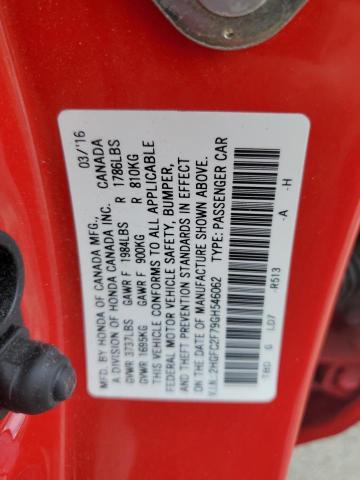 MFD. BY HONDA OF CANADA MFG., 03/'16
A DIVISION OF HONDA CANADA INC. CANADA
GVWR 3737LBS GAWR F 1984LBS R 1786LBS
GVWR 1695KG GAWR F 900KG R 810KG
THIS VEHICLE CONFORMS TO ALL APPLICABLE
FEDERAL MOTOR VEHICLE SAFETY, BUMPER,
AND THEFT PREVENTION STANDARDS IN EFFECT
ON THE DATE OF MANUFACTURE SHOWN ABOVE.
V.I.N. 2HGFC2F79GH546062 TYPE: PASSENGER CAR
TBD G LD7 -R513 -A -H